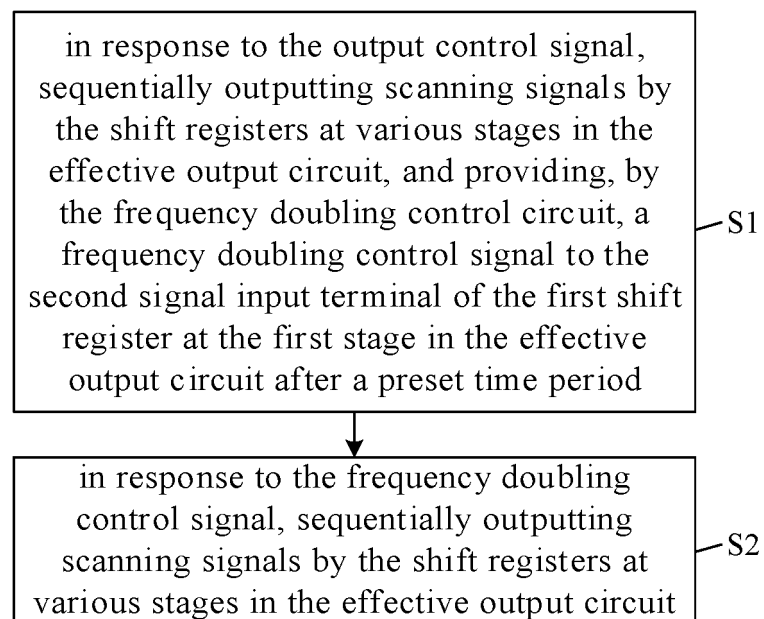 in response to the output control signal,
sequentially outputting scanning signals by
the shift registers at various stages in the
effective output circuit, and providing, by
the frequency doubling control circuit, a
frequency doubling control signal to the
second signal input terminal of the first shift
register at the first stage in the effective
output circuit after a preset time period
S1
in response to the frequency doubling
control signal, sequentially outputting
scanning signals by the shift registers at
various stages in the effective output circuit
S2